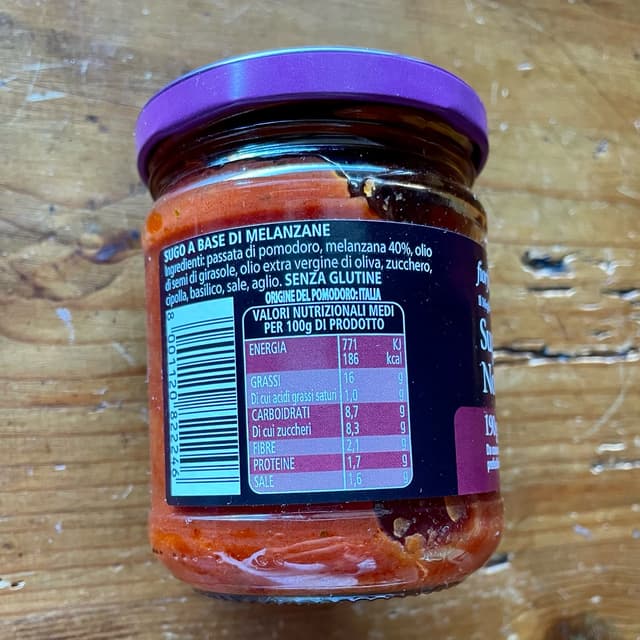 SUGO A BASE DI MELANZANE
Ingredienti: passata di pomodoro, melanzana 40%, olio
di semi di girasole, olio extra vergine di oliva, zucchero,
cipolla, basilico, sale, aglio. SENZA GLUTINE
ORIGINE DEL POMODORO: ITALIA
VALORI NUTRIZIONALI MEDI
PER 100g DI PRODOTTO
ENERGIA 771 KJ
186 kcal
GRASSI 16 g
Di cui acidi grassi saturi 1,0 g
CARBOIDRATI 8,7 g
Di cui zuccheri 8,3 g
FIBRE 2,1 g
PROTEINE 1,7 g
SALE 1,6 g
8 001120 822246